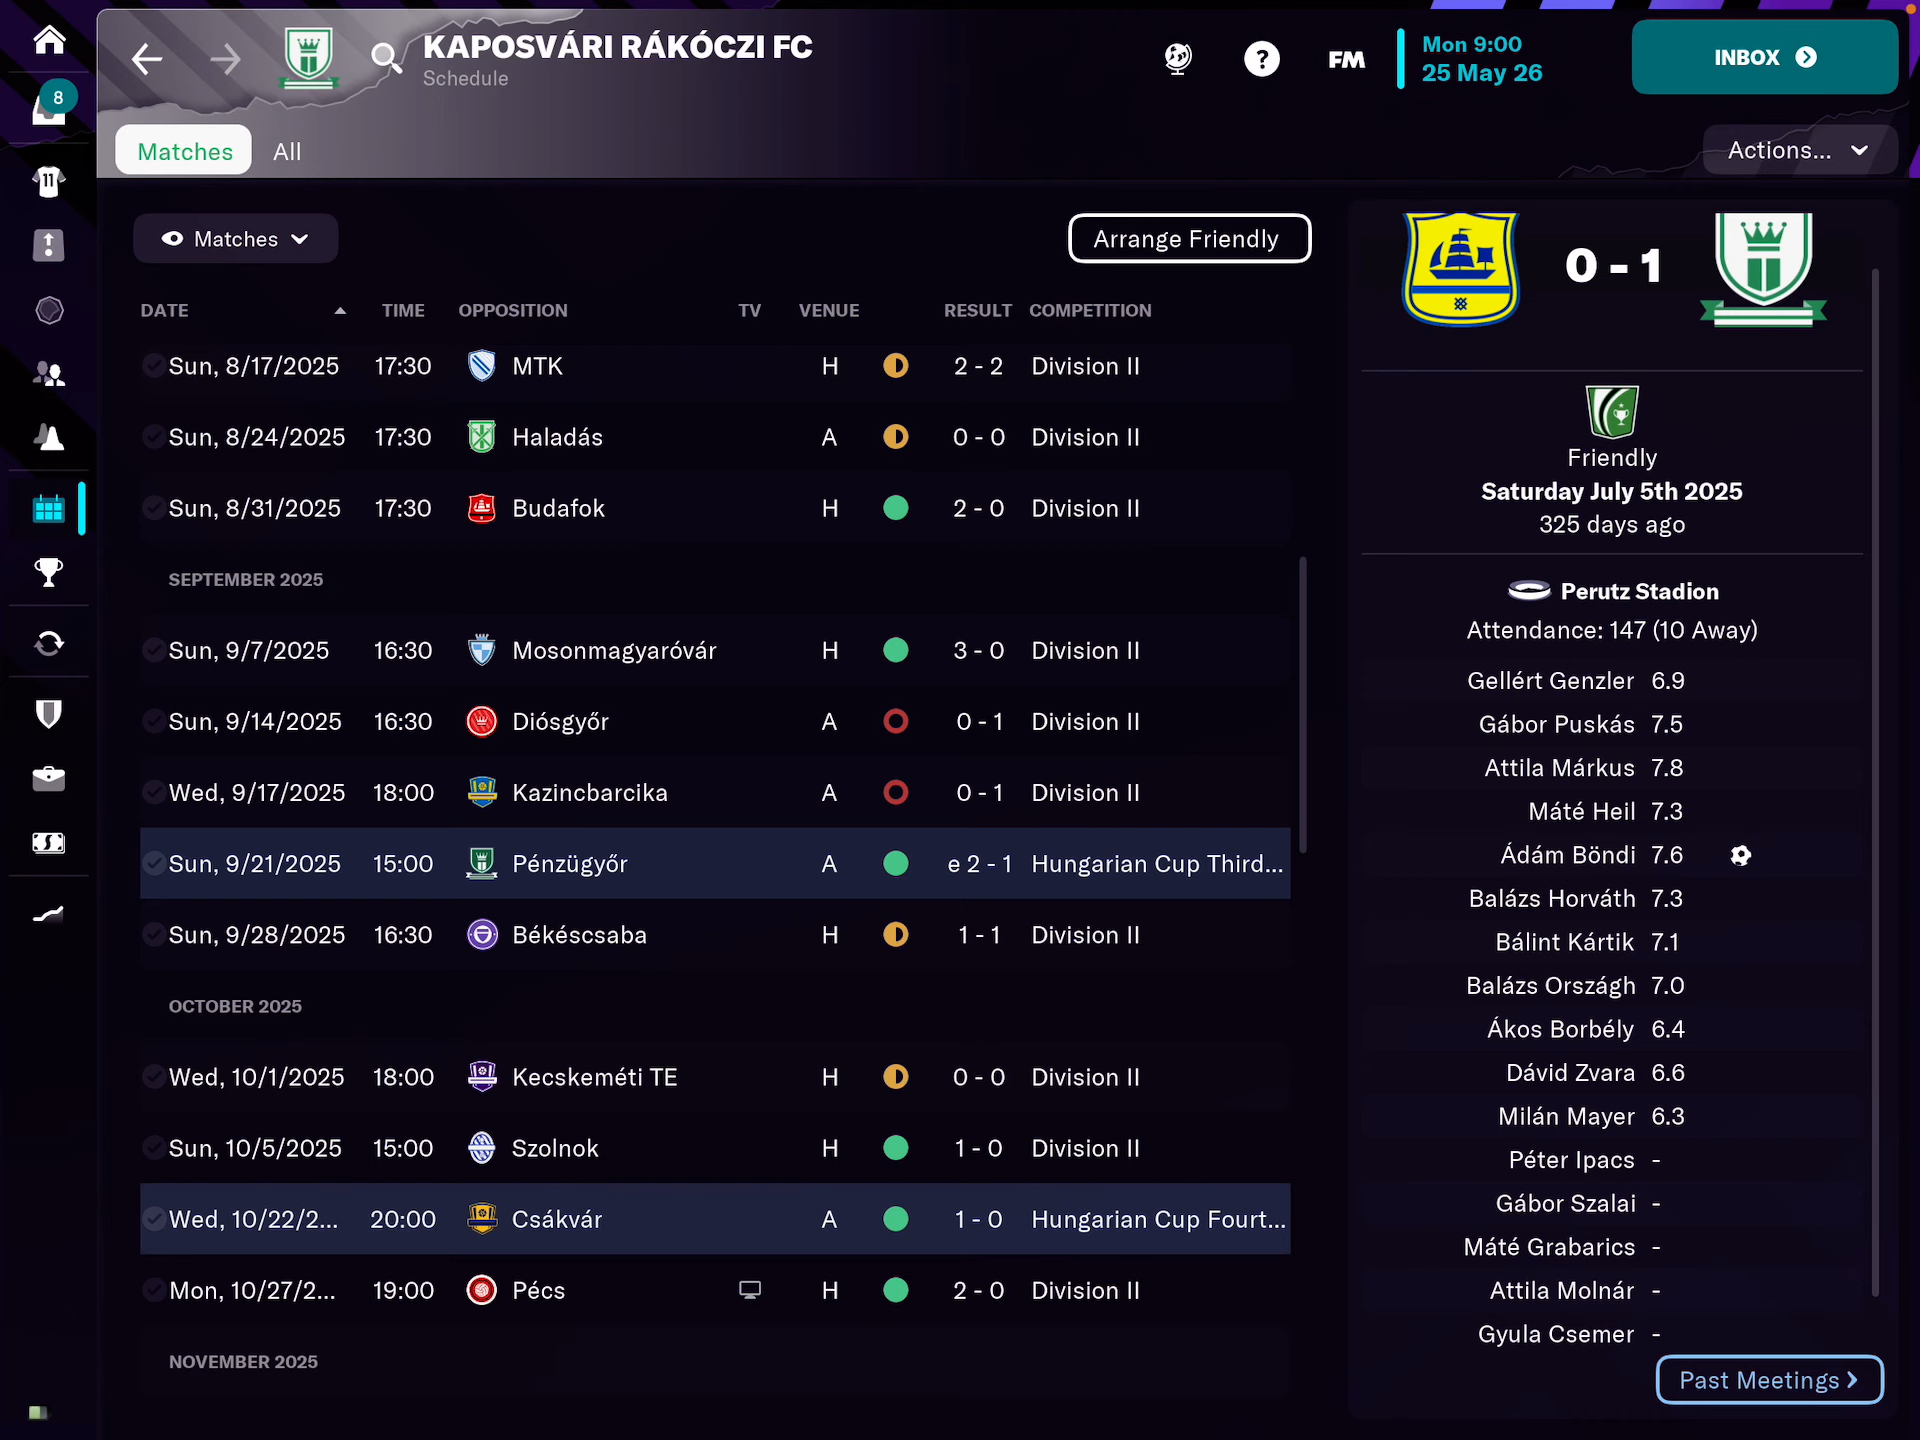 KAPOSVÁRI RÁKÓCZI FC
Schedule
FM
Mon 9:00
25 May 26
INBOX
8
Matches All
Actions...
Matches
Arrange Friendly
DATE TIME OPPOSITION TV VENUE RESULT COMPETITION
Sun, 8/17/2025 17:30 MTK H 2 - 2 Division II
Sun, 8/24/2025 17:30 Haladás A 0 - 0 Division II
Sun, 8/31/2025 17:30 Budafok H 2 - 0 Division II
SEPTEMBER 2025
Sun, 9/7/2025 16:30 Mosonmagyaróvár H 3 - 0 Division II
Sun, 9/14/2025 16:30 Diósgyőr A 0 - 1 Division II
Wed, 9/17/2025 18:00 Kazincbarcika A 0 - 1 Division II
Sun, 9/21/2025 15:00 Pénzügyőr A e 2 - 1 Hungarian Cup Third...
Sun, 9/28/2025 16:30 Békéscsaba H 1 - 1 Division II
OCTOBER 2025
Wed, 10/1/2025 18:00 Kecskeméti TE H 0 - 0 Division II
Sun, 10/5/2025 15:00 Szolnok H 1 - 0 Division II
Wed, 10/22/2... 20:00 Csákvár A 1 - 0 Hungarian Cup Fourt...
Mon, 10/27/2... 19:00 Pécs H 2 - 0 Division II
NOVEMBER 2025
0 - 1
Friendly
Saturday July 5th 2025
325 days ago
Perutz Stadion
Attendance: 147 (10 Away)
Gellért Genzler 6.9
Gábor Puskás 7.5
Attila Márkus 7.8
Máté Heil 7.3
Ádám Böndi 7.6
Balázs Horváth 7.3
Bálint Kártik 7.1
Balázs Országh 7.0
Ákos Borbély 6.4
Dávid Zvara 6.6
Milán Mayer 6.3
Péter Ipacs -
Gábor Szalai -
Máté Grabarics -
Attila Molnár -
Gyula Csemer -
Past Meetings
11